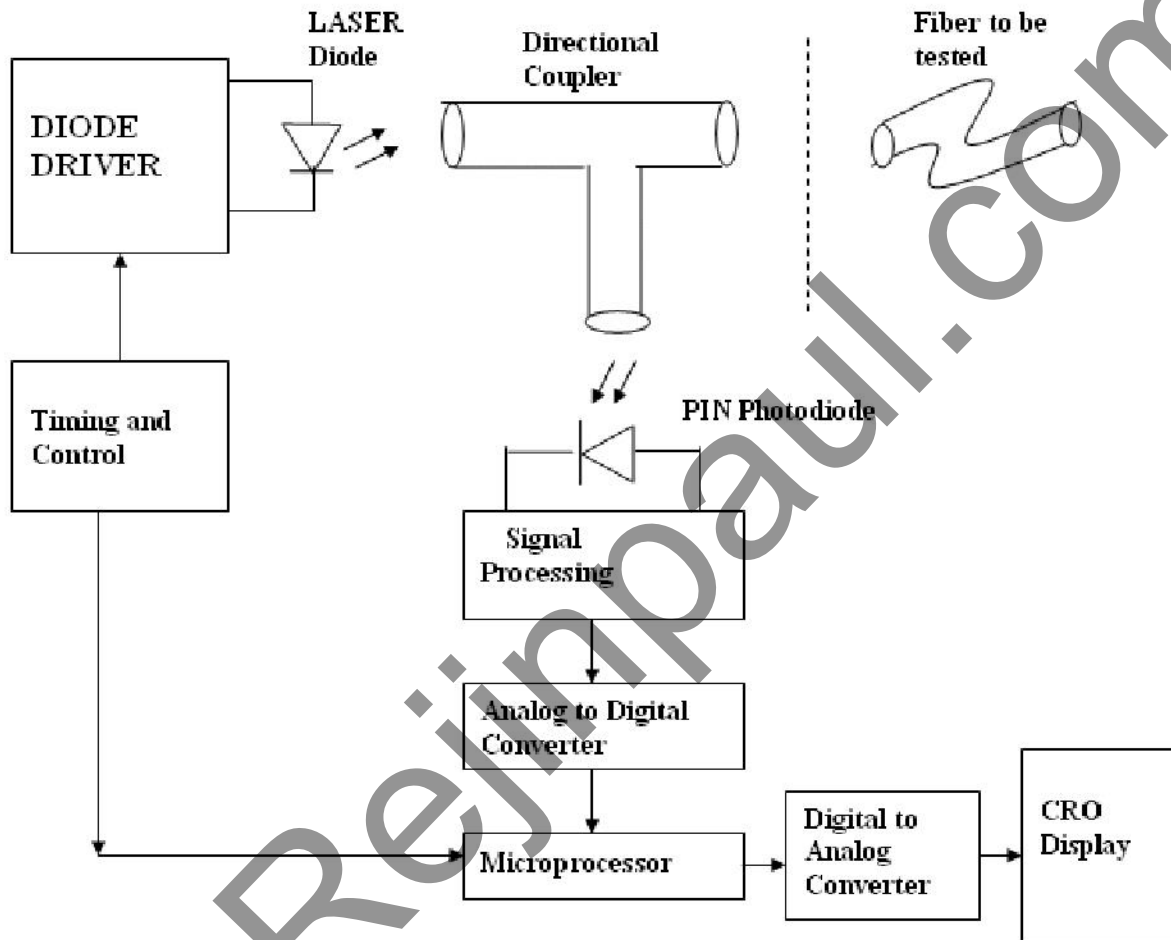 LASER
Diode
Directional
Coupler
Fiber to be
tested
DIODE
DRIVER
Timing and
Control
PIN Photodiode
Signal
Processing
Analog to Digital
Converter
Microprocessor
Digital to
Analog
Converter
CRO
Display
Rejinpaul.com